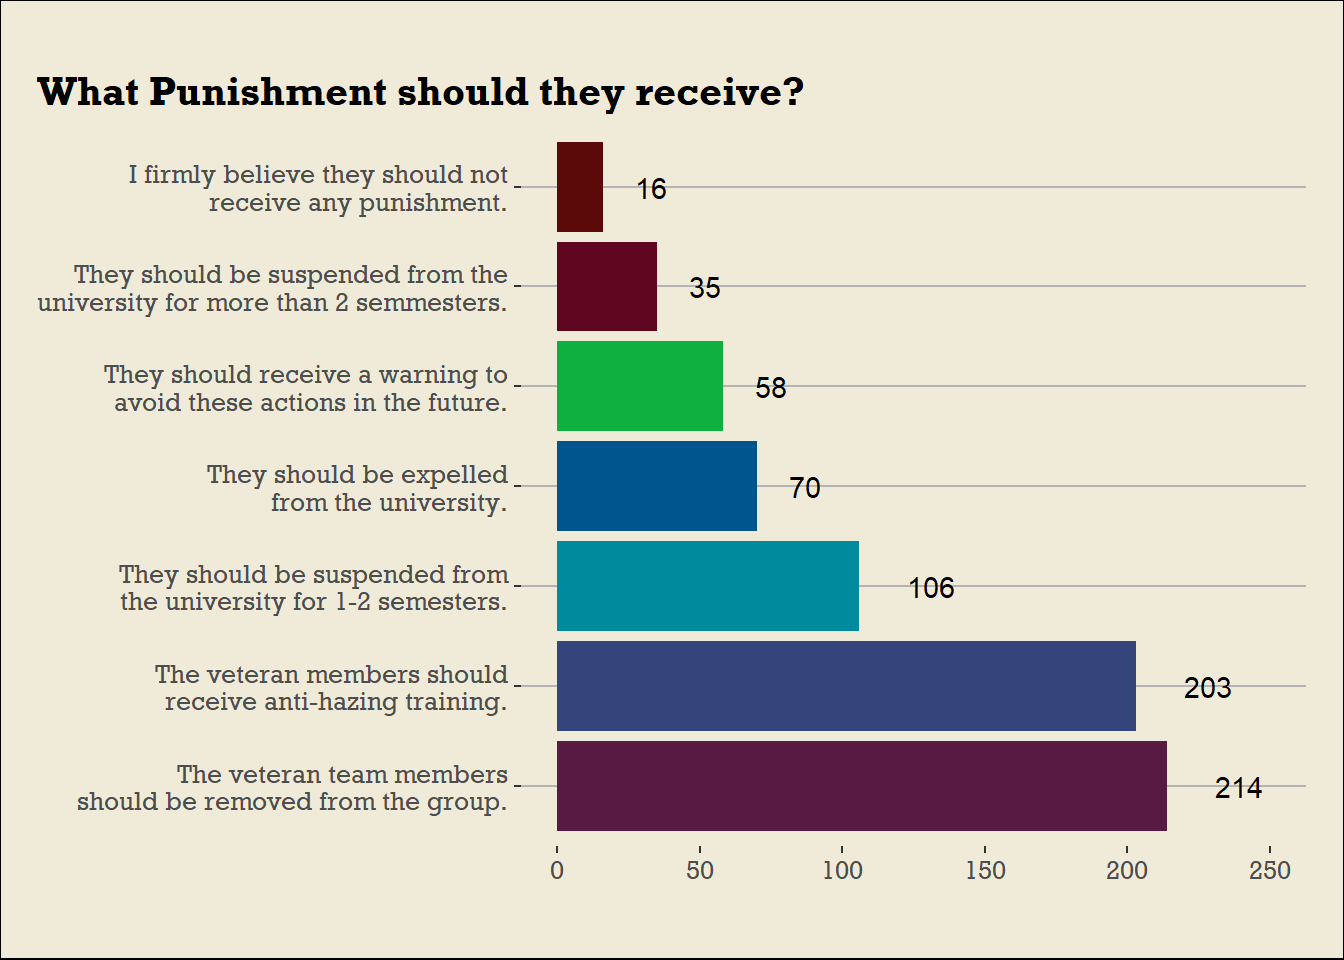 What Punishment should they receive?
I firmly believe they should not
receive any punishment.
16
They should be suspended from the
university for more than 2 semmesters.
35
They should receive a warning to
avoid these actions in the future.
58
They should be expelled
from the university.
70
They should be suspended from
the university for 1-2 semesters.
106
The veteran members should
receive anti-hazing training.
203
The veteran team members
should be removed from the group.
214
0 50 100 150 200 250